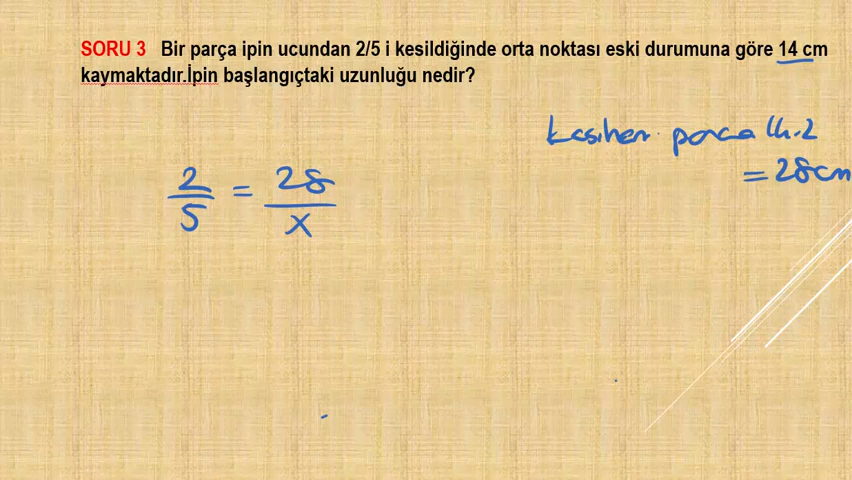 SORU 3 Bir parça ipin ucundan 2/5 i kesildiğinde orta noktası eski durumuna göre 14 cm
kaymaktadır.İpin başlangıçtaki uzunluğu nedir?
kesilen parça 14.2
= 28cm
2/5 = 28/x